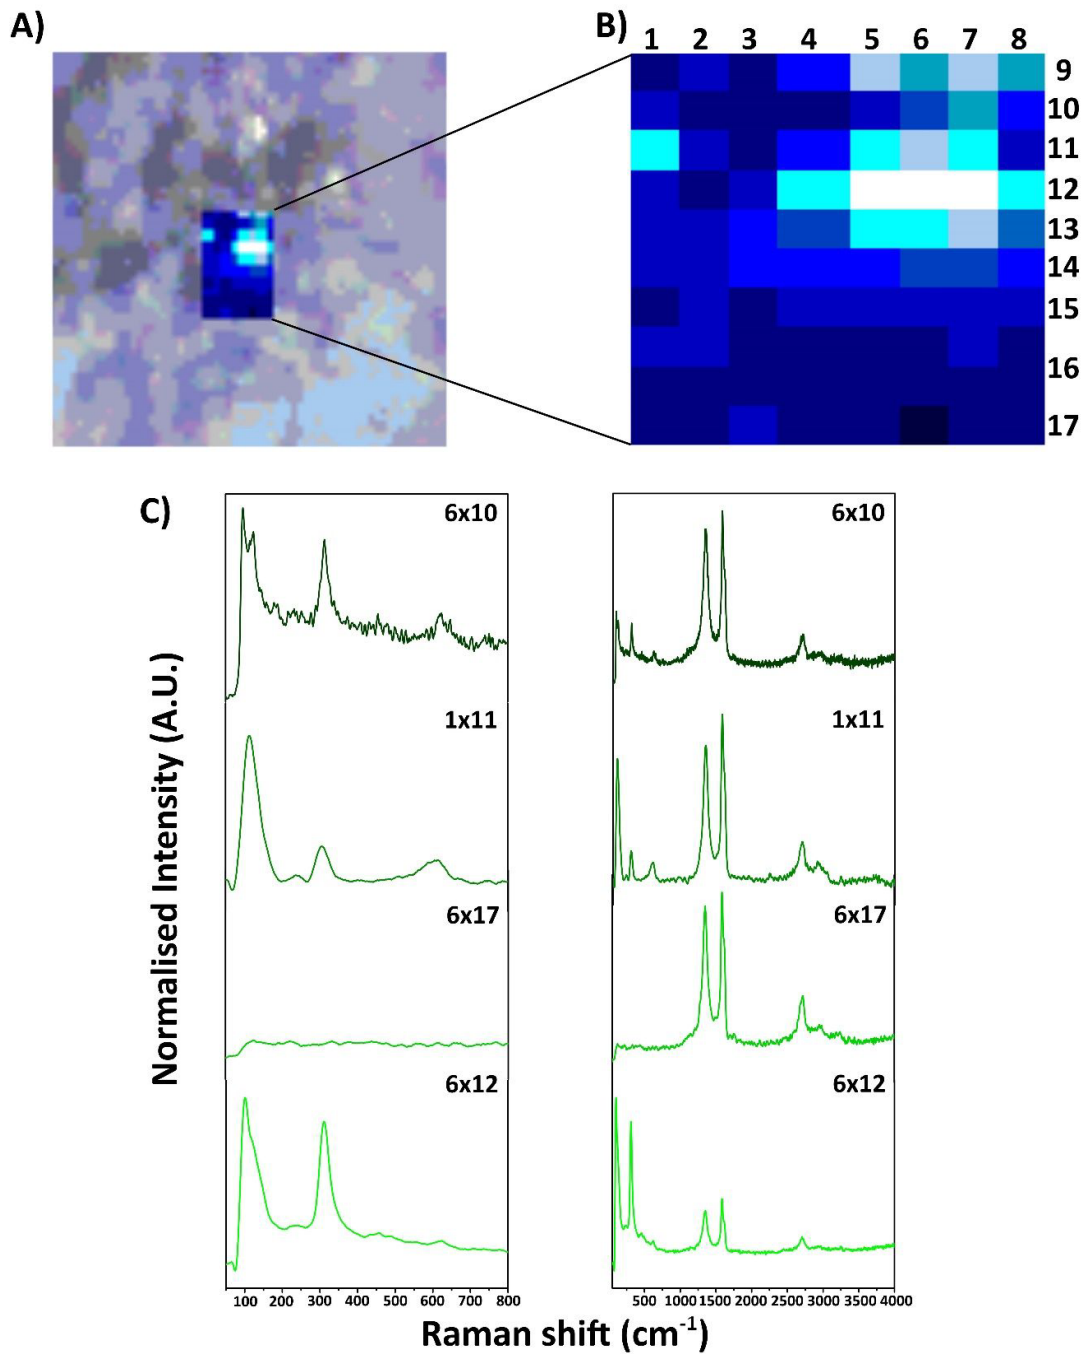 A)
B)
1 2 3 4 5 6 7 8
9
10
11
12
13
14
15
16
17
C)
6x10
1x11
6x17
6x12
6x10
1x11
6x17
6x12
Normalised Intensity (A.U.)
100 200 300 400 500 600 700 800
500 1000 1500 2000 2500 3000 3500 4000
Raman shift (cm⁻¹)